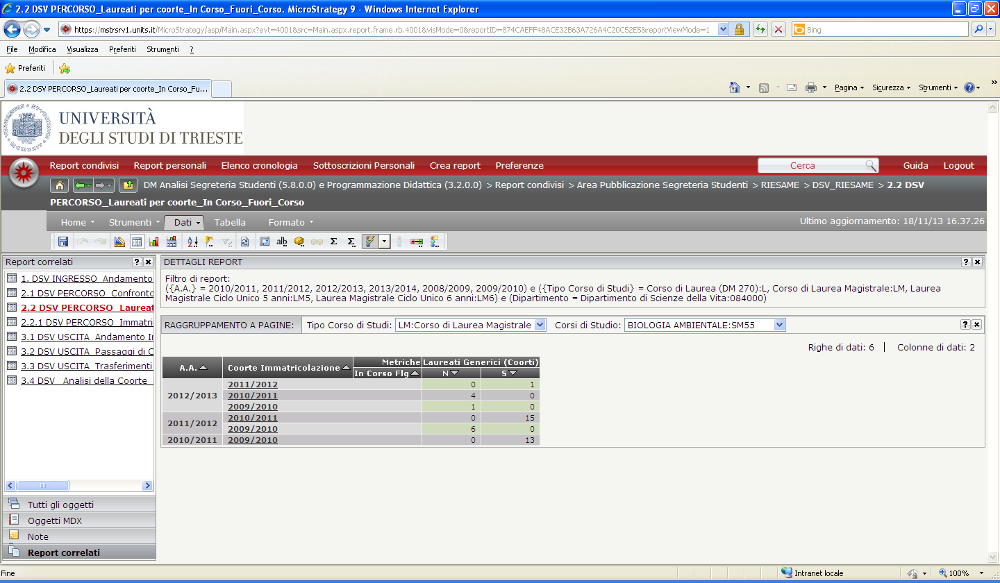 2.2 DSV PERCORSO_Laureati per coorte_In Corso_Fuori_Corso. MicroStrategy 9 - Windows Internet Explorer
https://mstrsrv1.units.it/MicroStrategy/asp/Main.aspx?evt=4001&src=Main.aspx.report.frame.rb.4001&visMode=0&reportID=874CAEFF48ACE32B63A726A4C20C52E5&reportViewMode=1
Bing
File Modifica Visualizza Preferiti Strumenti ?
Preferiti
2.2 DSV PERCORSO_Laureati per coorte_In Corso_Fu...
Pagina Sicurezza Strumenti
UNIVERSITÀ
DEGLI STUDI DI TRIESTE
Report condivisi Report personali Elenco cronologia Sottoscrizioni Personali Crea report Preferenze Cerca Guida Logout
DM Analisi Segreteria Studenti (5.8.0.0) e Programmazione Didattica (3.2.0.0) > Report condivisi > Area Pubblicazione Segreteria Studenti > RIESAME > DSV_RIESAME > 2.2 DSV
PERCORSO_Laureati per coorte_In Corso_Fuori_Corso
Home Strumenti Dati Tabella Formato Ultimo aggiornamento: 18/11/13 16.37.26
Report correlati
1. DSV INGRESSO_Andamento
2.1 DSV PERCORSO_Confronto
2.2 DSV PERCORSO_Laureat
2.2.1 DSV PERCORSO_Immatri
3.1 DSV USCITA_Andamento I
3.2 DSV USCITA_Passaggi di C
3.3 DSV USCITA_Trasferimenti
3.4 DSV_ Analisi della Coorte_
Tutti gli oggetti
Oggetti MDX
Note
Report correlati
DETTAGLI REPORT
Filtro di report:
({A.A.} = 2010/2011, 2011/2012, 2012/2013, 2013/2014, 2008/2009, 2009/2010) e ({Tipo Corso di Studi} = Corso di Laurea (DM 270):L, Corso di Laurea Magistrale:LM, Laurea
Magistrale Ciclo Unico 5 anni:LM5, Laurea Magistrale Ciclo Unico 6 anni:LM6) e (Dipartimento = Dipartimento di Scienze della Vita:084000)
RAGGRUPPAMENTO A PAGINE: Tipo Corso di Studi: LM:Corso di Laurea Magistrale Corsi di Studio: BIOLOGIA AMBIENTALE:SM55
Righe di dati: 6 | Colonne di dati: 2
A.A. Coorte Immatricolazione Metriche Laureati Generici (Coorti)
In Corso Flg N S
2012/2013 2011/2012 0 1
2010/2011 4 0
2009/2010 1 0
2011/2012 2010/2011 0 15
2009/2010 6 0
2010/2011 2009/2010 0 13
Fine Intranet locale 100%